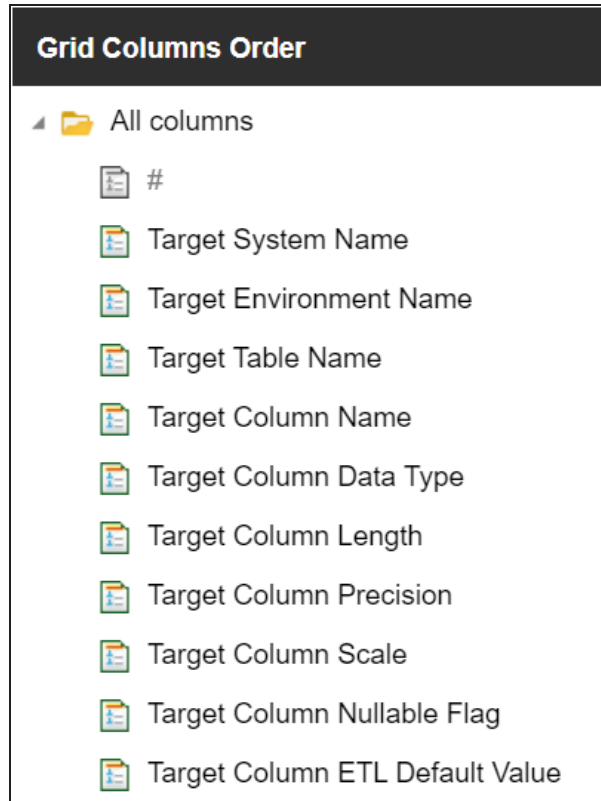 Grid Columns Order
All columns
#
Target System Name
Target Environment Name
Target Table Name
Target Column Name
Target Column Data Type
Target Column Length
Target Column Precision
Target Column Scale
Target Column Nullable Flag
Target Column ETL Default Value